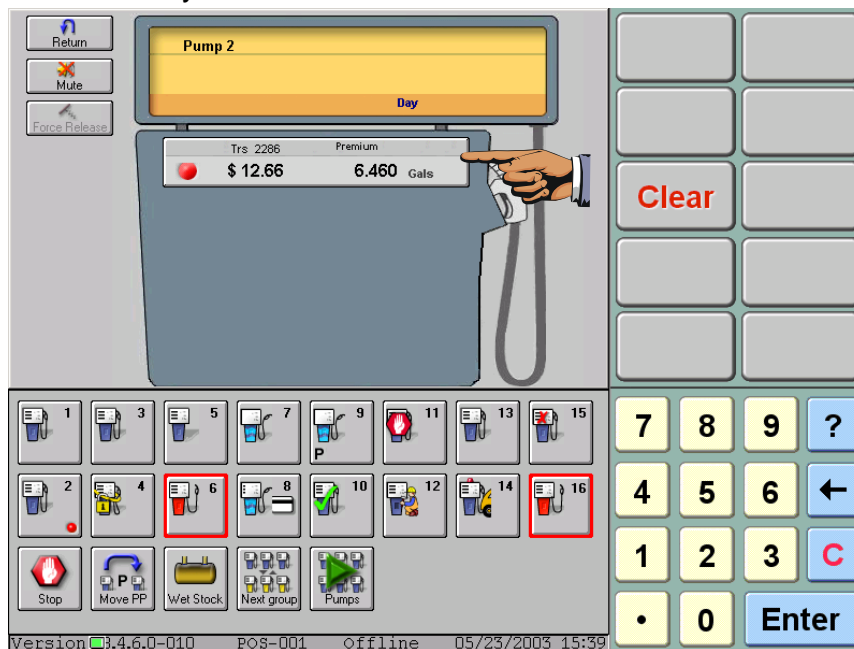 Return
Mute
Force Release
Pump 2
Day
Trs 2286 Premium
$ 12.66 6.460 Gals
Clear
1 3 5 7 9 11 13 15
P
2 4 6 8 10 12 14 16
P
Stop Move PP Wet Stock Next group Pumps
7 8 9 ?
4 5 6 ←
1 2 3 C
• 0 Enter
Version 3.4.6.0-010 POS-001 Offline 05/23/2003 15:39